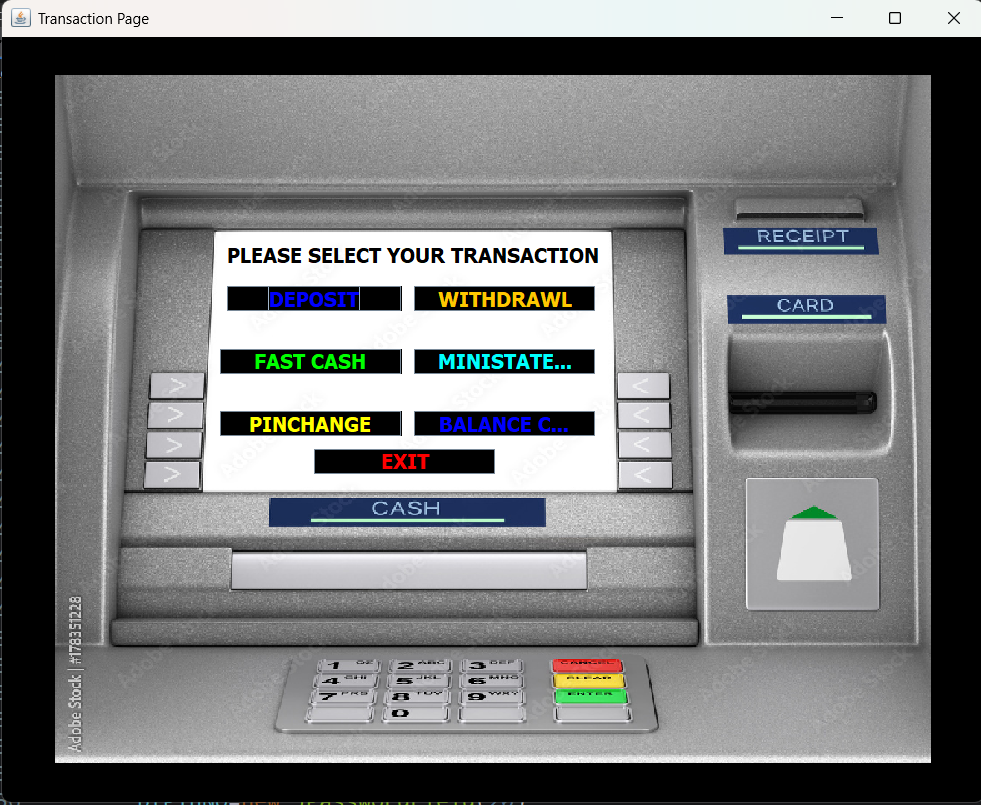 Transaction Page
PLEASE SELECT YOUR TRANSACTION
DEPOSIT
WITHDRAWL
FAST CASH
MINISTATE...
PINCHANGE
BALANCE C...
EXIT
RECEIPT
CARD
> <
> <
> <
> <
CASH
1 2 ABC 3 DEF CANCEL
4 GHI 5 JKL 6 MNO CLEAR
7 PRS 8 TUV 9 WRY ENTER
0
Adobe Stock | #178351228